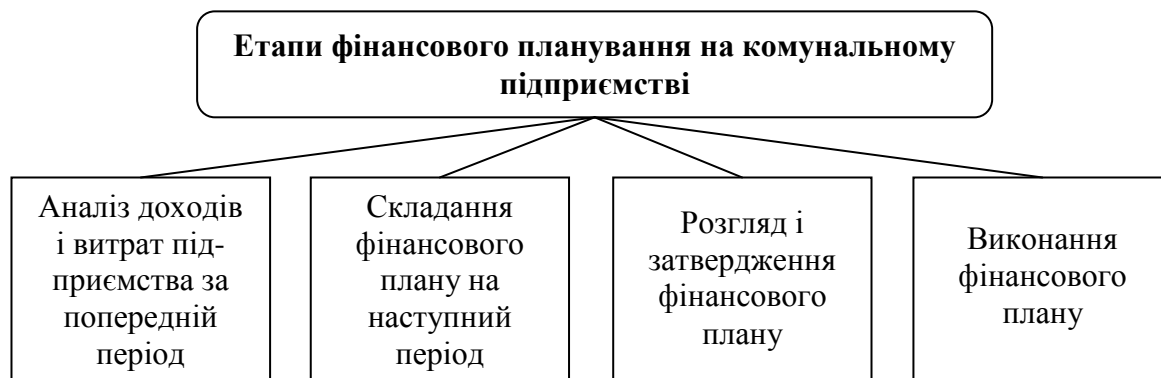 Етапи фінансового планування на комунальному
підприємстві
Аналіз доходів
і витрат під-
приємства за
попередній
період
Складання
фінансового
плану на
наступний
період
Розгляд і
затвердження
фінансового
плану
Виконання
фінансового
плану